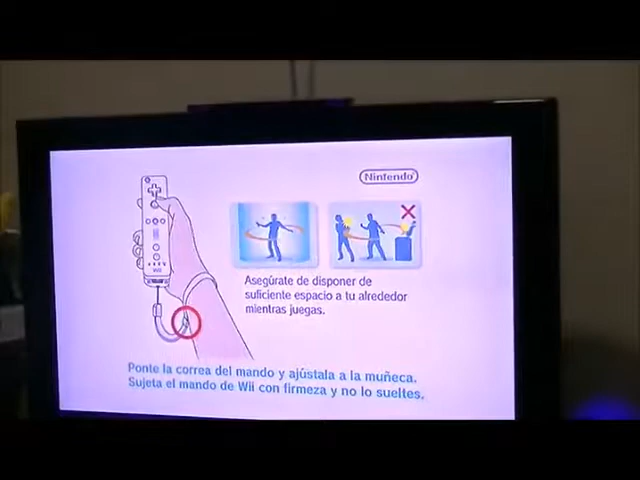 Nintendo
Asegúrate de disponer de
suficiente espacio a tu alrededor
mientras juegas.
Ponte la correa del mando y ajústala a la muñeca.
Sujeta el mando de Wii con firmeza y no lo sueltes.